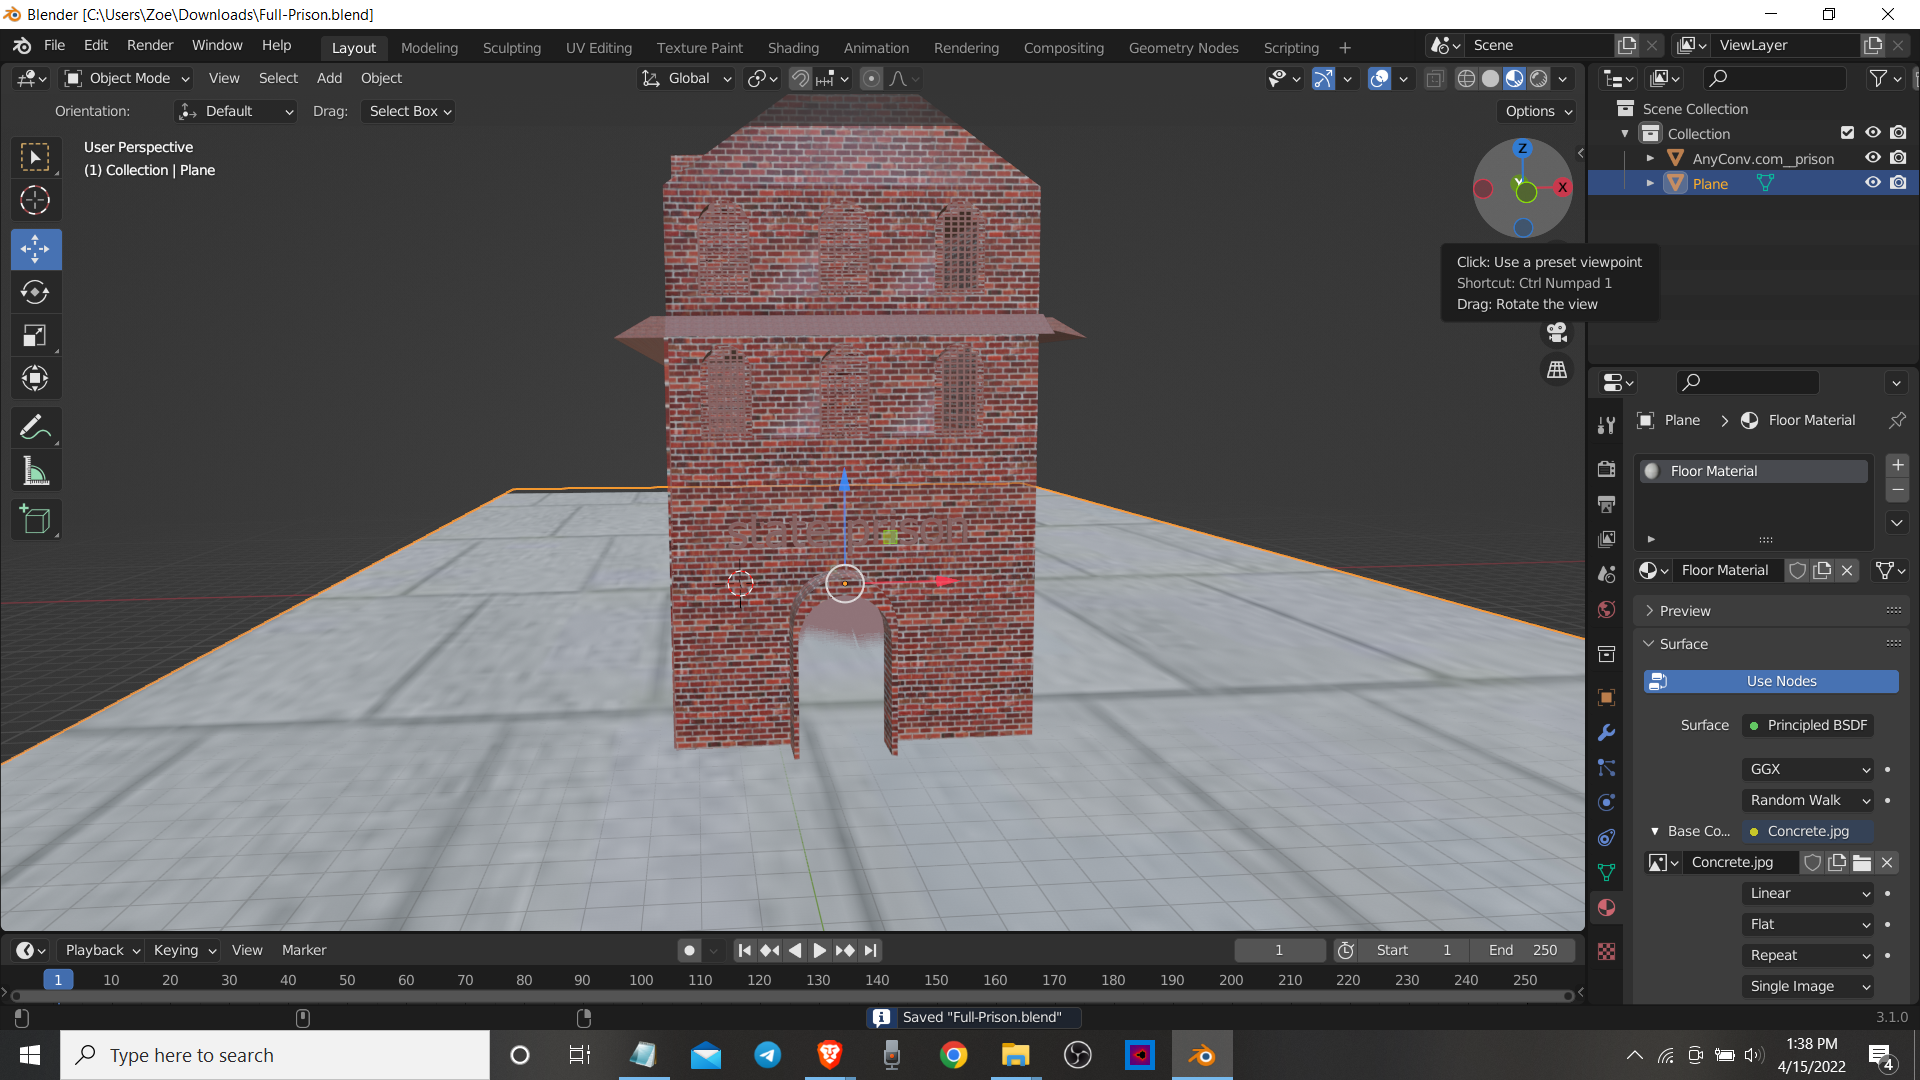 Blender [C:\Users\Zoe\Downloads\Full-Prison.blend]
File Edit Render Window Help
Layout Modeling Sculpting UV Editing Texture Paint Shading Animation Rendering Compositing Geometry Nodes Scripting +
Scene
ViewLayer
Object Mode View Select Add Object
Global
Orientation: Default Drag: Select Box
Options
User Perspective
(1) Collection | Plane
Z
Y
X
Click: Use a preset viewpoint
Shortcut: Ctrl Numpad 1
Drag: Rotate the view
state prison
Scene Collection
Collection
AnyConv.com__prison
Plane
Plane > Floor Material
Floor Material
Floor Material
Preview
Surface
Use Nodes
Surface Principled BSDF
GGX
Random Walk
Base Co... Concrete.jpg
Concrete.jpg
Linear
Flat
Repeat
Single Image
Playback Keying View Marker
1 Start 1 End 250
1 10 20 30 40 50 60 70 80 90 100 110 120 130 140 150 160 170 180 190 200 210 220 230 240 250
Saved "Full-Prison.blend"
3.1.0
Type here to search
1:38 PM
4/15/2022
4